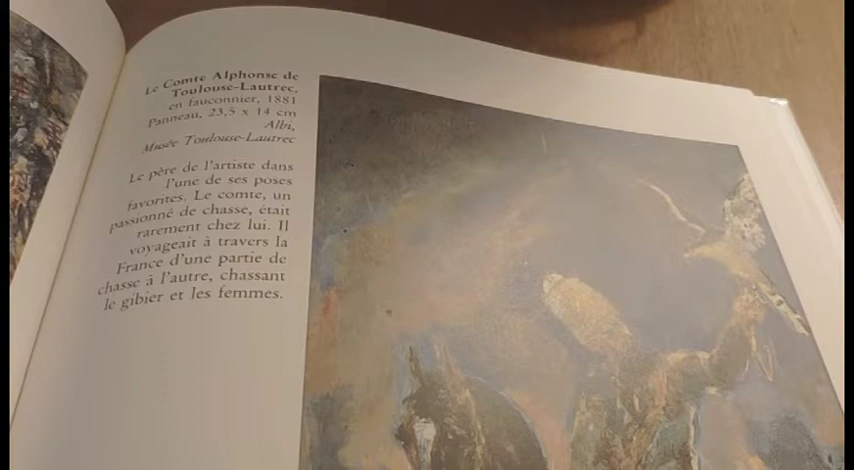 Le Comte Alphonse de
Toulouse-Lautrec,
en fauconnier, 1881
Panneau, 23,5 x 14 cm
Albi,
Musée Toulouse-Lautrec
Le père de l'artiste dans
l'une de ses poses
favorites. Le comte, un
passionné de chasse, était
rarement chez lui. Il
voyageait à travers la
France d'une partie de
chasse à l'autre, chassant
le gibier et les femmes.